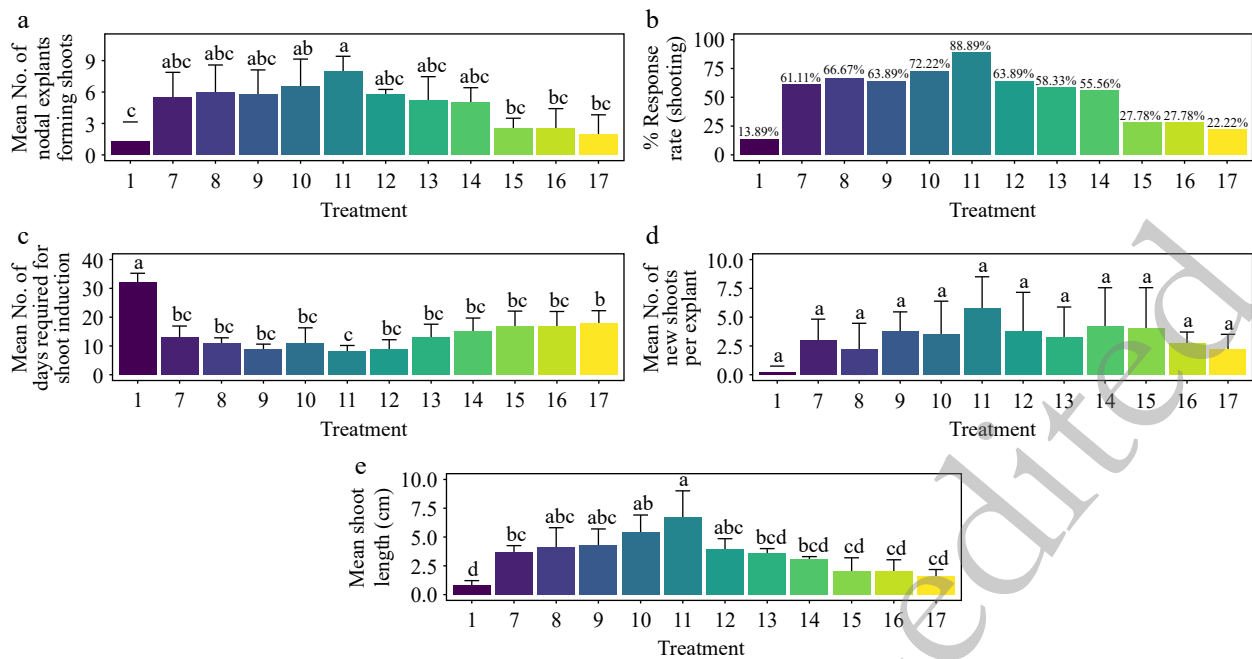 a
Mean No. of
nodal explants
forming shoots
9
6
3
0
c
abc
abc
abc
ab
a
abc
abc
abc
bc
bc
bc
1 7 8 9 10 11 12 13 14 15 16 17
Treatment
b
% Response
rate (shooting)
100
75
50
25
0
13.89%
61.11%
66.67%
63.89%
72.22%
88.89%
63.89%
58.33%
55.56%
27.78%
27.78%
22.22%
1 7 8 9 10 11 12 13 14 15 16 17
Treatment
c
Mean No. of
days required for
shoot induction
40
30
20
10
0
a
bc
bc
bc
bc
c
bc
bc
bc
bc
bc
b
1 7 8 9 10 11 12 13 14 15 16 17
Treatment
d
Mean No. of
new shoots
per explant
10.0
7.5
5.0
2.5
0.0
a
a
a
a
a
a
a
a
a
a
a
a
1 7 8 9 10 11 12 13 14 15 16 17
Treatment
e
Mean shoot
length (cm)
10.0
7.5
5.0
2.5
0.0
d
bc
abc
abc
ab
a
abc
bcd
bcd
cd
cd
cd
1 7 8 9 10 11 12 13 14 15 16 17
Treatment
edited